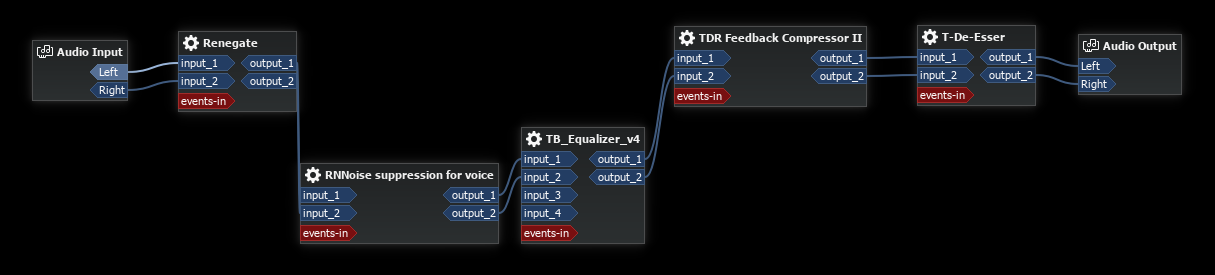 Audio Input
Left
Right
Renegate
input_1 output_1
input_2 output_2
events-in
RNNoise suppression for voice
input_1 output_1
input_2 output_2
events-in
TB_Equalizer_v4
input_1 output_1
input_2 output_2
input_3
input_4
events-in
TDR Feedback Compressor II
input_1 output_1
input_2 output_2
events-in
T-De-Esser
input_1 output_1
input_2 output_2
events-in
Audio Output
Left
Right